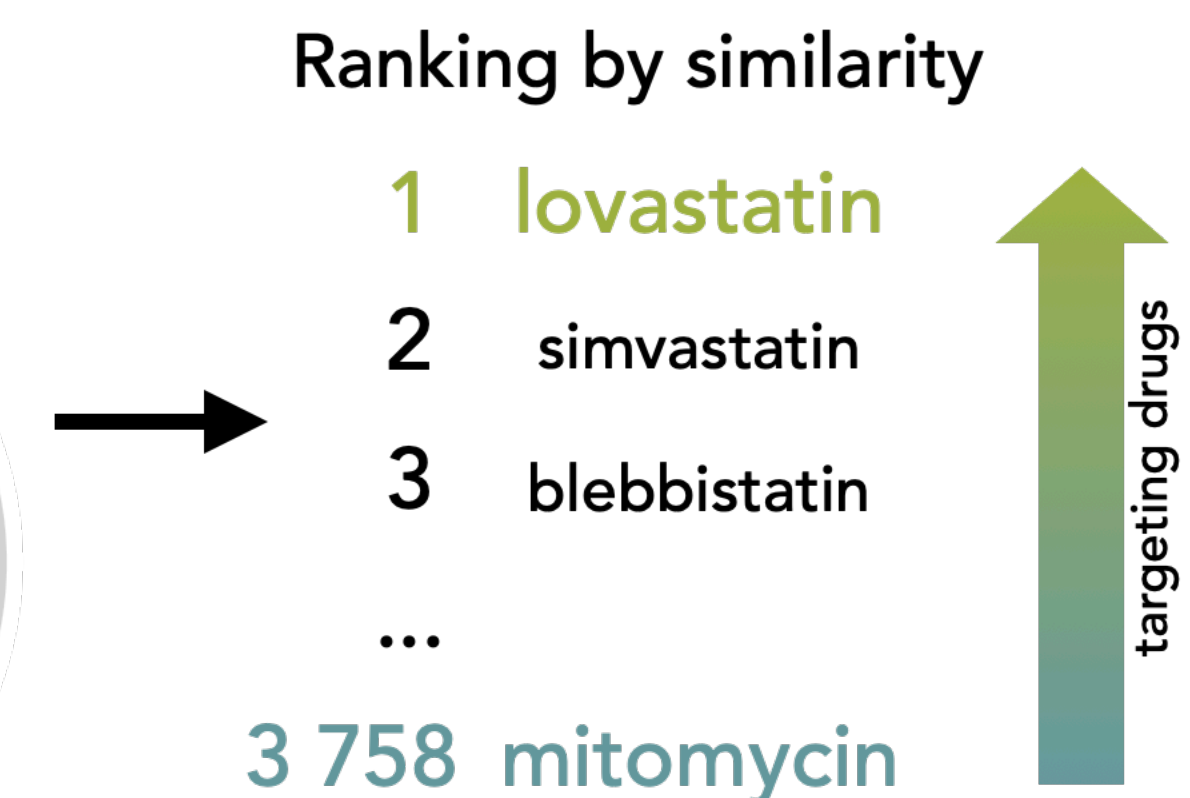 Ranking by similarity
1 lovastatin
2 simvastatin
3 blebbistatin
...
3 758 mitomycin
targeting drugs